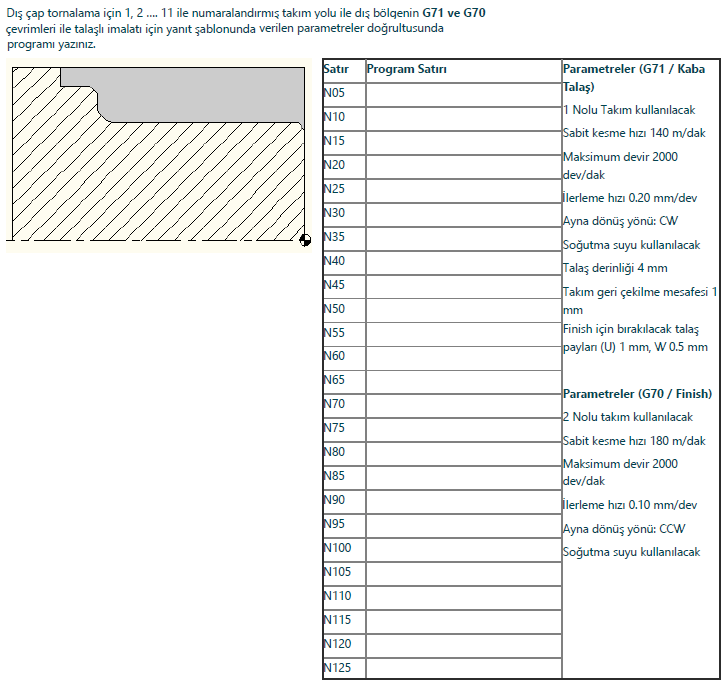 Dış çap tornalama için 1, 2 .... 11 ile numaralandırmış takım yolu ile dış bölgenin G71 ve G70
çevrimleri ile talaşlı imalatı için yanıt şablonunda verilen parametreler doğrultusunda
programı yazınız.
Satır Program Satırı Parametreler (G71 / Kaba
Talaş)
N05
N10
1 Nolu Takım kullanılacak
N15
Sabit kesme hızı 140 m/dak
N20
Maksimum devir 2000
dev/dak
N25
İlerleme hızı 0.20 mm/dev
N30
Ayna dönüş yönü: CW
N35
Soğutma suyu kullanılacak
N40
Talaş derinliği 4 mm
N45
Takım geri çekilme mesafesi 1
mm
N50
N55
Finish için bırakılacak talaş
payları (U) 1 mm, W 0.5 mm
N60
N65
Parametreler (G70 / Finish)
N70
2 Nolu takım kullanılacak
N75
Sabit kesme hızı 180 m/dak
N80
Maksimum devir 2000
dev/dak
N85
N90
İlerleme hızı 0.10 mm/dev
N95
Ayna dönüş yönü: CCW
N100
Soğutma suyu kullanılacak
N105
N110
N115
N120
N125